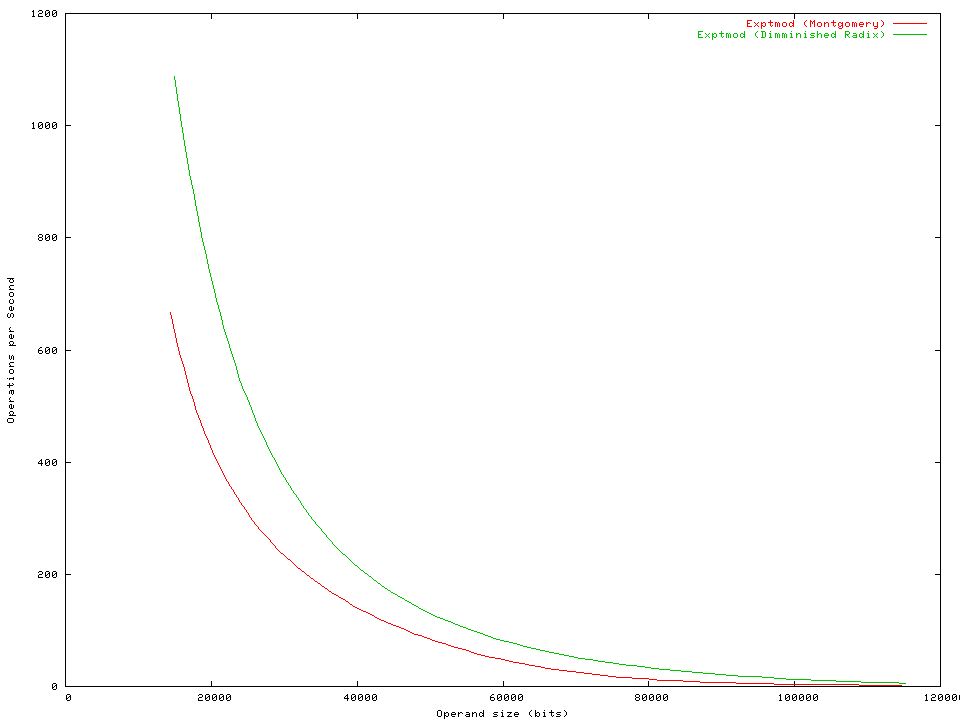 1200
Exptmod (Montgomery)
Exptmod (Dimminished Radix)
1000
800
Operations per Second
600
400
200
0
0 20000 40000 60000 80000 100000 120000
Operand size (bits)